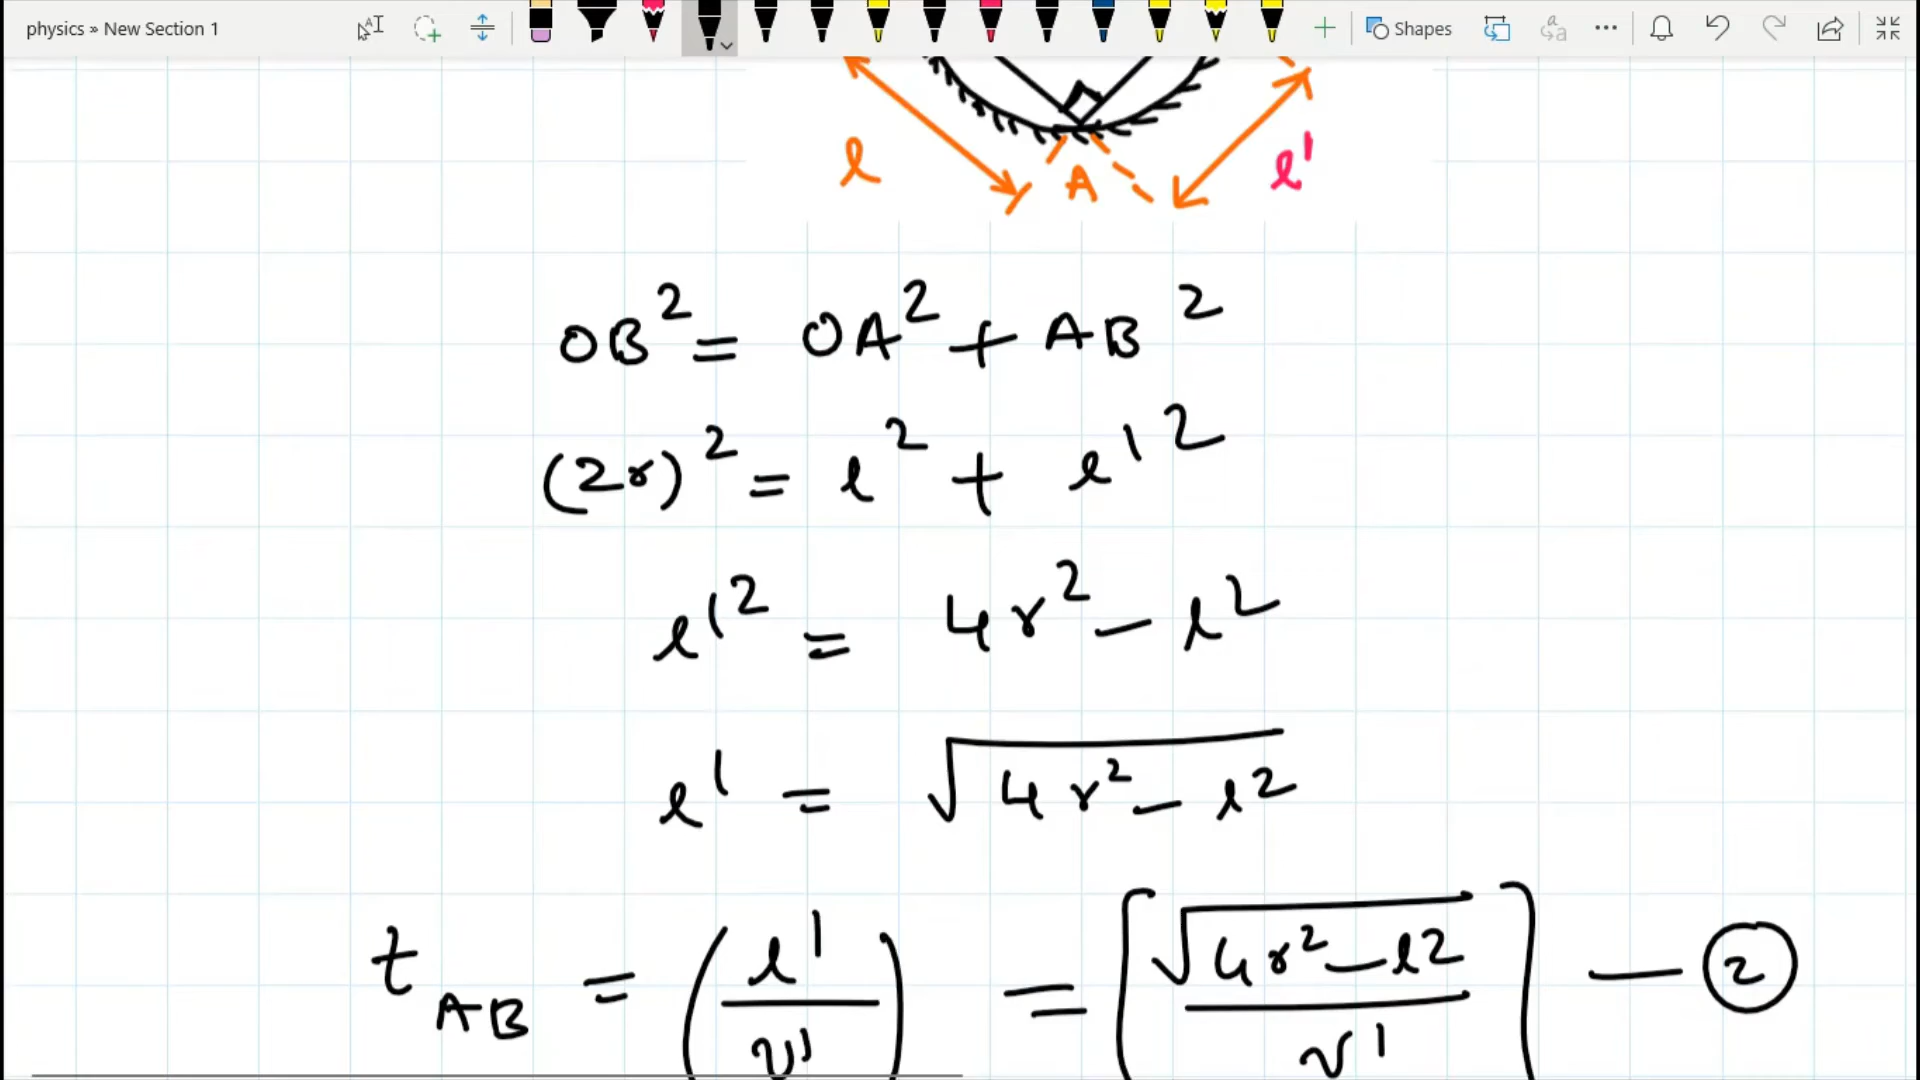 physics » New Section 1
Shapes
l
A
l'
OB² = OA² + AB²
(2r)² = l² + l'²
l'² = 4r² - l²
l' = √(4r² - l²)
t_AB = (l'/v') = [√(4r² - l²)/v'] — ②